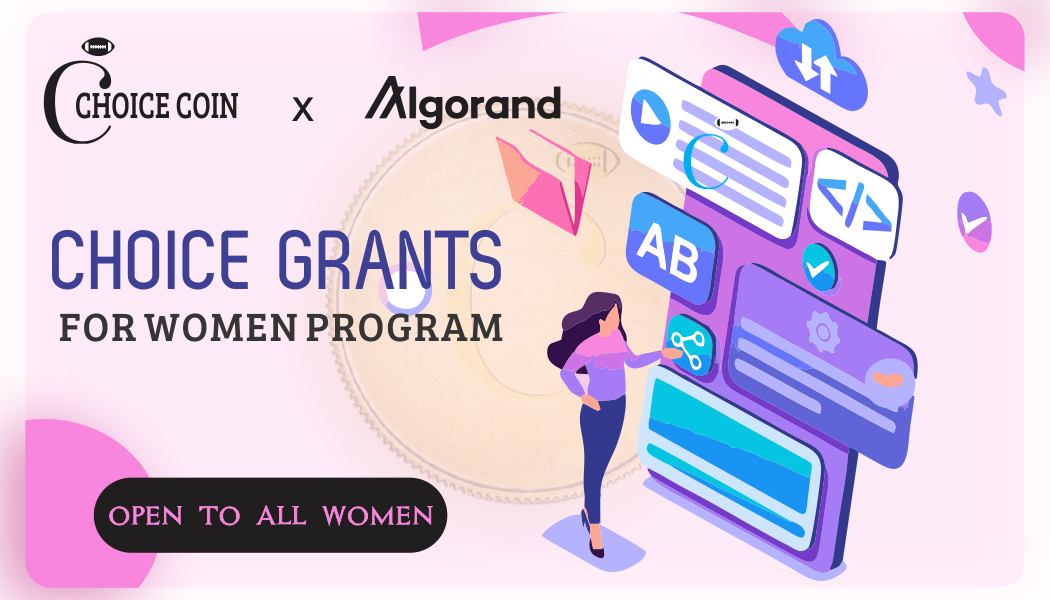 CHOICE COIN x Algorand
CHOICE GRANTS
FOR WOMEN PROGRAM
OPEN TO ALL WOMEN
C
</>
AB